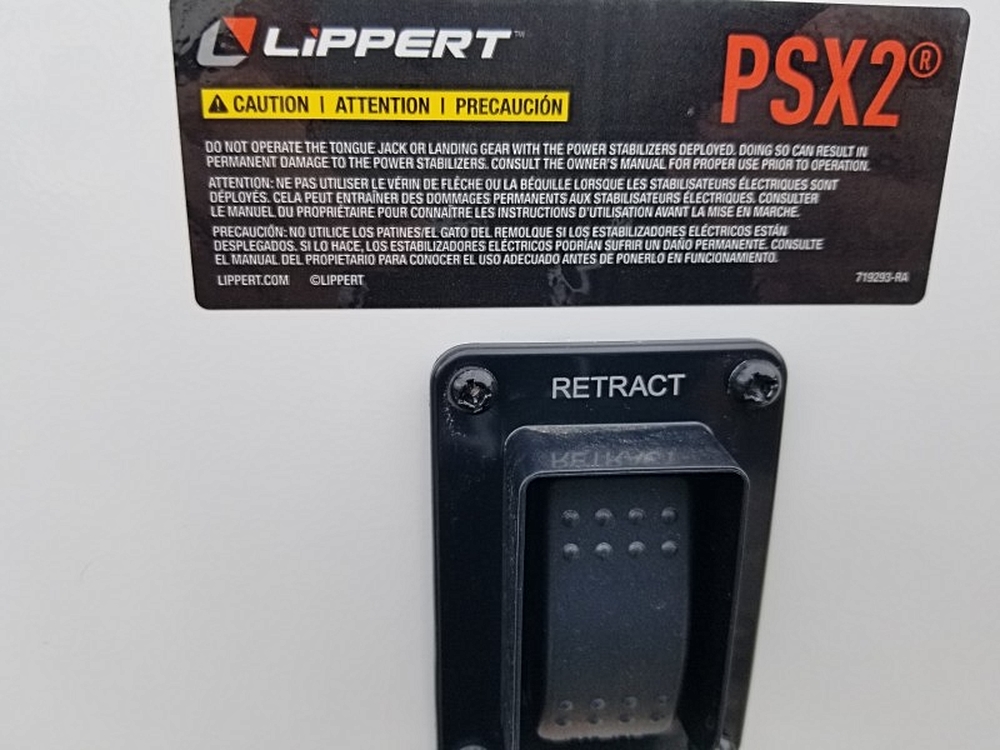 LiPPERT™
PSX2®
CAUTION | ATTENTION | PRECAUCIÓN
DO NOT OPERATE THE TONGUE JACK OR LANDING GEAR WITH THE POWER STABILIZERS DEPLOYED. DOING SO CAN RESULT IN
PERMANENT DAMAGE TO THE POWER STABILIZERS. CONSULT THE OWNER'S MANUAL FOR PROPER USE PRIOR TO OPERATION.
ATTENTION: NE PAS UTILISER LE VÉRIN DE FLÈCHE OU LA BÉQUILLE LORSQUE LES STABILISATEURS ÉLECTRIQUES SONT
DÉPLOYÉS. CELA PEUT ENTRAÎNER DES DOMMAGES PERMANENTS AUX STABILISATEURS ÉLECTRIQUES. CONSULTER
LE MANUEL DU PROPRIÉTAIRE POUR CONNAÎTRE LES INSTRUCTIONS D'UTILISATION AVANT LA MISE EN MARCHE.
PRECAUCIÓN: NO UTILICE LOS PATINES/EL GATO DEL REMOLQUE SI LOS ESTABILIZADORES ELÉCTRICOS ESTÁN
DESPLEGADOS. SI LO HACE, LOS ESTABILIZADORES ELÉCTRICOS PODRÍAN SUFRIR UN DAÑO PERMANENTE. CONSULTE
EL MANUAL DEL PROPIETARIO PARA CONOCER EL USO ADECUADO ANTES DE PONERLO EN FUNCIONAMIENTO.
LIPPERT.COM ©LIPPERT 719293-RA
RETRACT